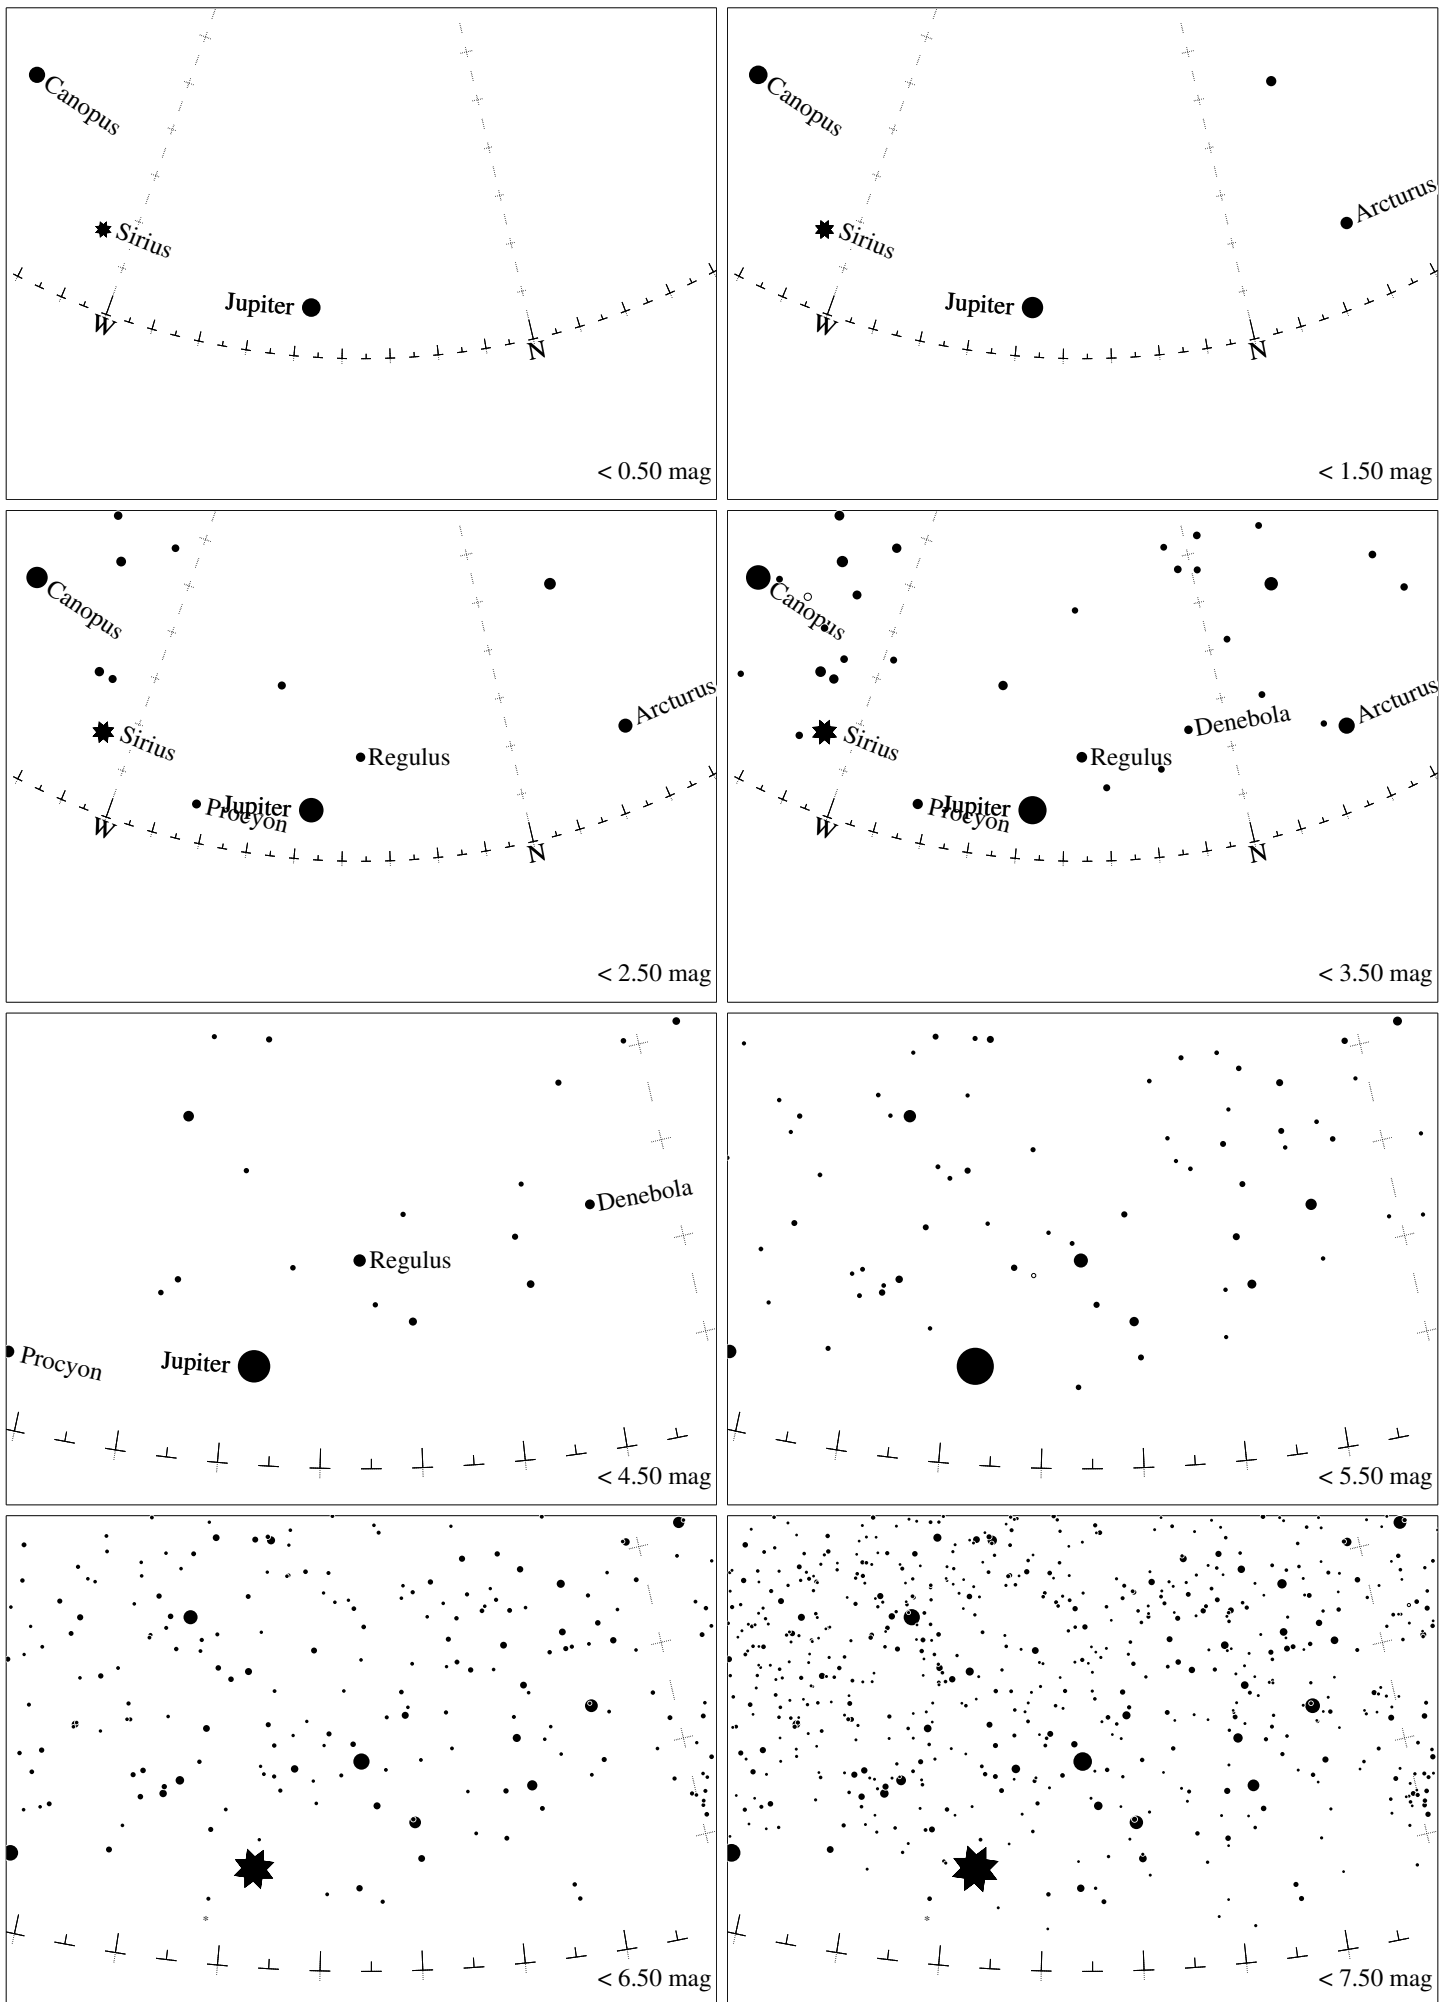 Canopus
Sirius
Jupiter
W
N
< 0.50 mag
Canopus
Arcturus
Sirius
Jupiter
W
N
< 1.50 mag
Canopus
Arcturus
Sirius
Regulus
Procyon
Jupiter
W
N
< 2.50 mag
Canopus
Arcturus
Denebola
Sirius
Regulus
Procyon
Jupiter
W
N
< 3.50 mag
Denebola
Regulus
Procyon
Jupiter
< 4.50 mag
< 5.50 mag
< 6.50 mag
< 7.50 mag